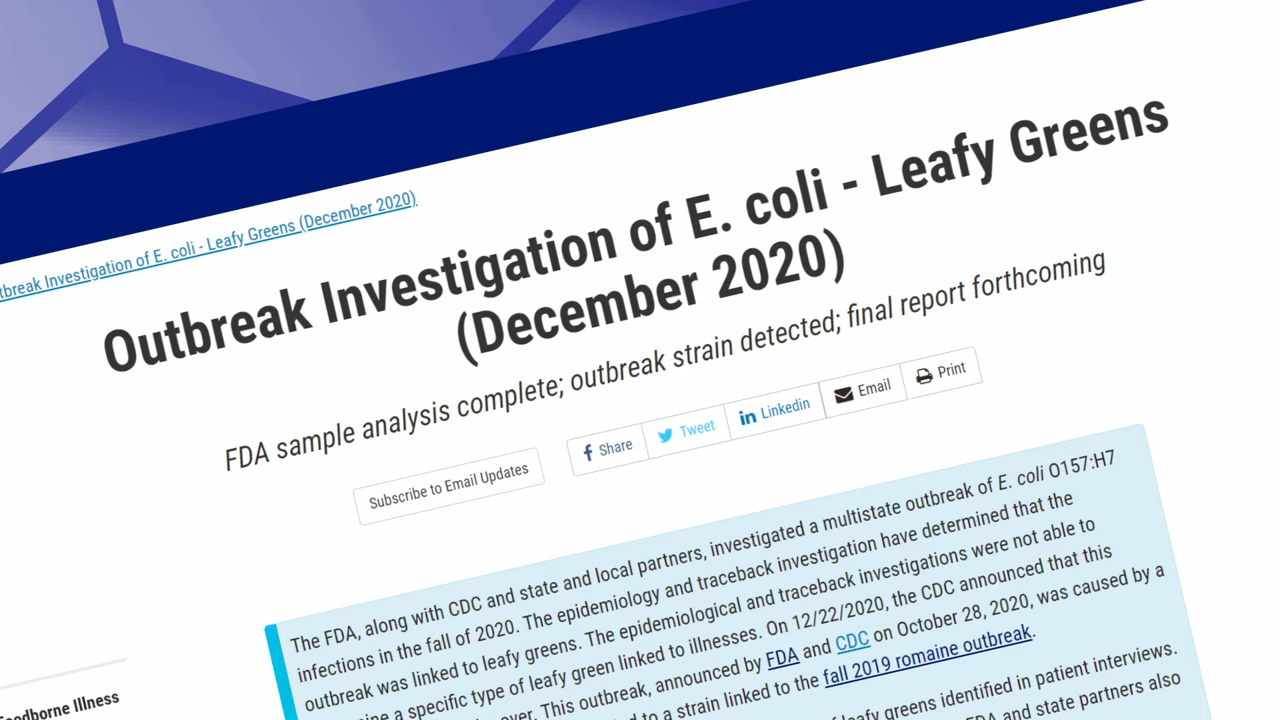 tbreak Investigation of E. coli - Leafy Greens (December 2020)
Outbreak Investigation of E. coli - Leafy Greens
(December 2020)
FDA sample analysis complete; outbreak strain detected; final report forthcoming
Subscribe to Email Updates
Share Tweet Linkedin Email Print
The FDA, along with CDC and state and local partners, investigated a multistate outbreak of E. coli O157:H7
infections in the fall of 2020. The epidemiology and traceback investigation have determined that the
outbreak was linked to leafy greens. The epidemiological and traceback investigations were not able to
a specific type of leafy green linked to illnesses. On 12/22/2020, the CDC announced that this
over. This outbreak, announced by FDA and CDC on October 28, 2020, was caused by a
to a strain linked to the fall 2019 romaine outbreak.
of leafy greens identified in patient interviews.
FDA and state partners also
Foodborne Illness